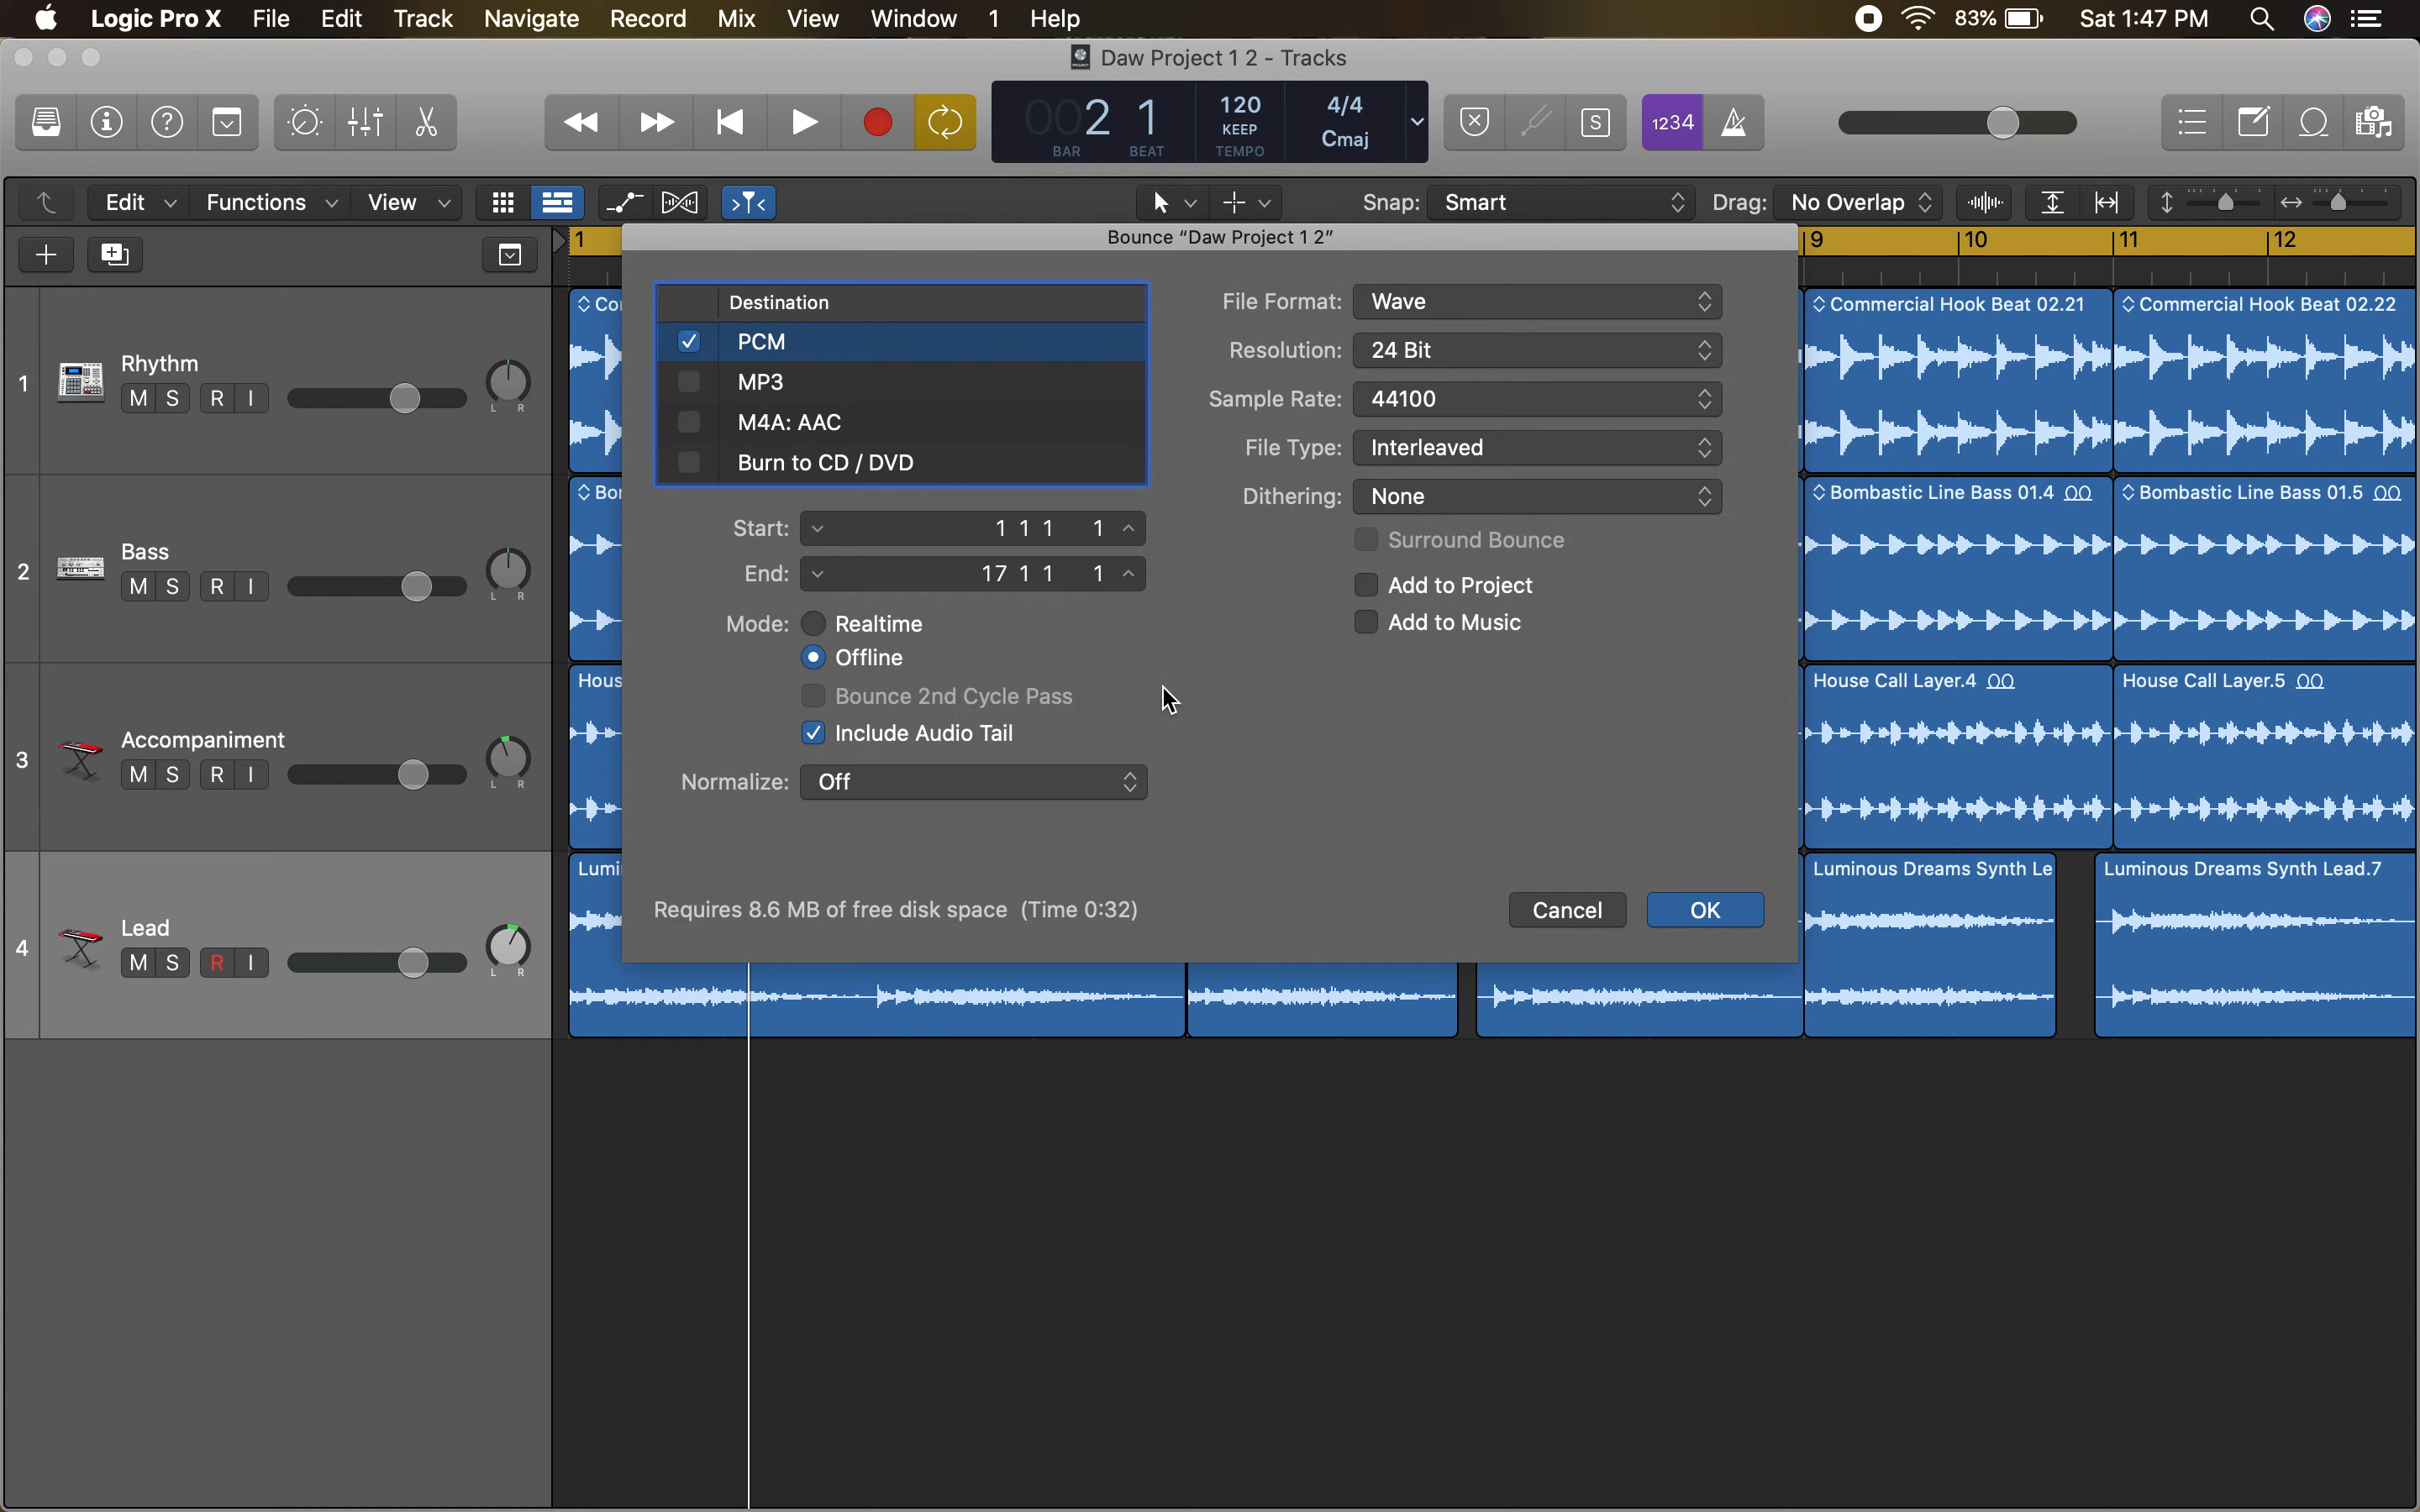 Logic Pro X File Edit Track Navigate Record Mix View Window 1 Help 83% Sat 1:47 PM
Daw Project 1 2 - Tracks
002 1 120 4/4 1234
KEEP Cmaj
BAR BEAT TEMPO
S
Edit Functions View Snap: Smart Drag: No Overlap
1 Bounce “Daw Project 1 2” 9 10 11 12
Destination
PCM
MP3
M4A: AAC
Burn to CD / DVD
Start: 1 1 1 1
End: 17 1 1 1
Mode: Realtime
Offline
Bounce 2nd Cycle Pass
Include Audio Tail
Normalize: Off
File Format: Wave
Resolution: 24 Bit
Sample Rate: 44100
File Type: Interleaved
Dithering: None
Surround Bounce
Add to Project
Add to Music
Requires 8.6 MB of free disk space (Time 0:32)
Cancel OK
1 Rhythm
M S R I L R
Co Commercial Hook Beat 02.21 Commercial Hook Beat 02.22
2 Bass
M S R I L R
Bo Bombastic Line Bass 01.4 Bombastic Line Bass 01.5
3 Accompaniment
M S R I L R
Hous House Call Layer.4 House Call Layer.5
4 Lead
M S R I L R
Lumi Luminous Dreams Synth Le Luminous Dreams Synth Lead.7